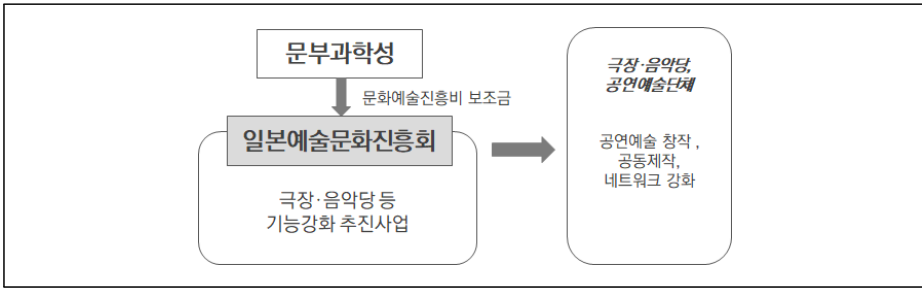 문부과학성
문화예술진흥비 보조금
일본예술문화진흥회
극장·음악당 등
기능강화 추진사업
극장·음악당,
공연예술단체
공연예술 창작 ,
공동제작,
네트워크 강화